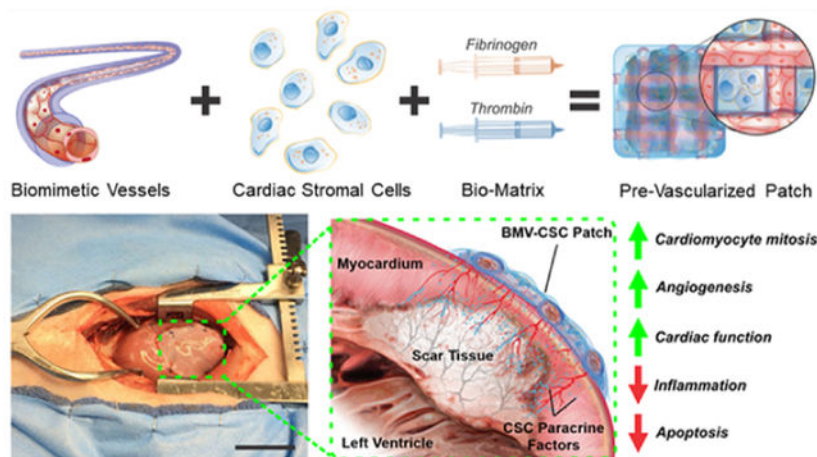 Fibrinogen
Thrombin
Biomimetic Vessels
Cardiac Stromal Cells
Bio-Matrix
Pre-Vascularized Patch
BMV-CSC Patch
Myocardium
Scar Tissue
CSC Paracrine
Factors
Left Ventricle
Cardiomyocyte mitosis
Angiogenesis
Cardiac function
Inflammation
Apoptosis